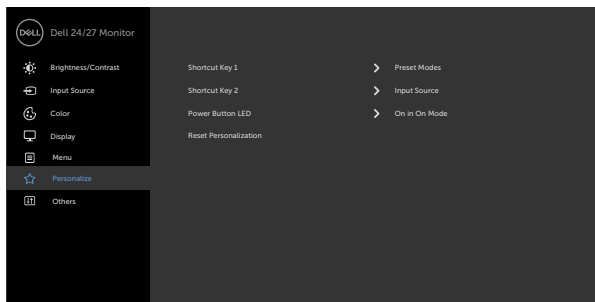 DELL Dell 24/27 Monitor
Brightness/Contrast Shortcut Key 1 Preset Modes
Input Source Shortcut Key 2 Input Source
Color Power Button LED On in On Mode
Display Reset Personalization
Menu
Personalize
Others